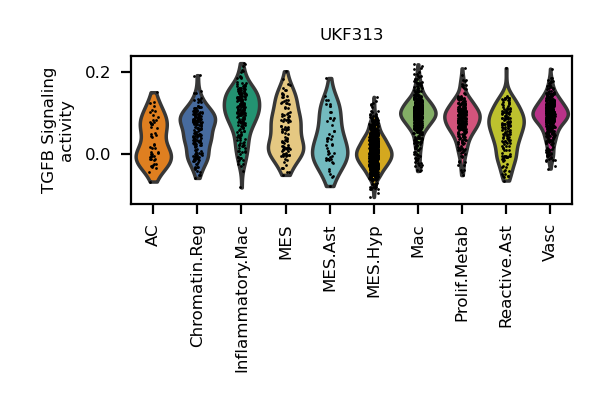 UKF313
TGFB Signaling
activity
0.2
0.0
AC
Chromatin.Reg
Inflammatory.Mac
MES
MES.Ast
MES.Hyp
Mac
Prolif.Metab
Reactive.Ast
Vasc